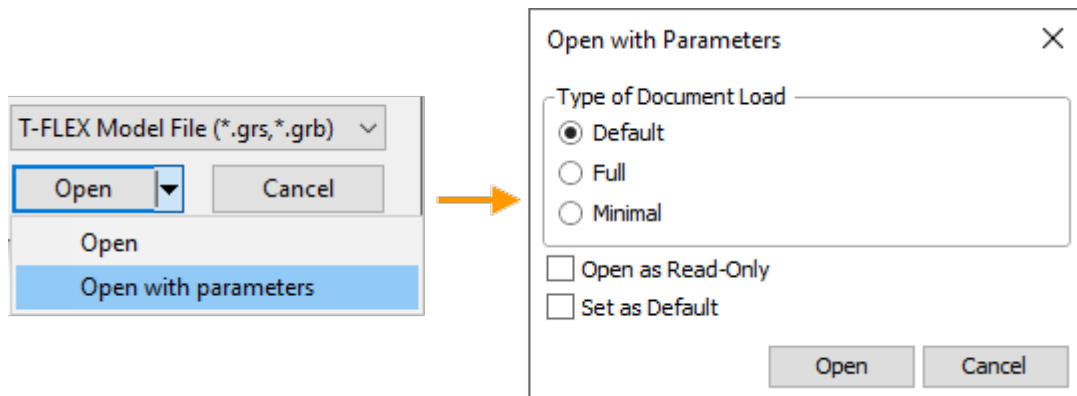 T-FLEX Model File (*.grs,*.grb)
Open
Cancel
Open
Open with parameters
Open with Parameters
Type of Document Load
Default
Full
Minimal
Open as Read-Only
Set as Default
Open
Cancel